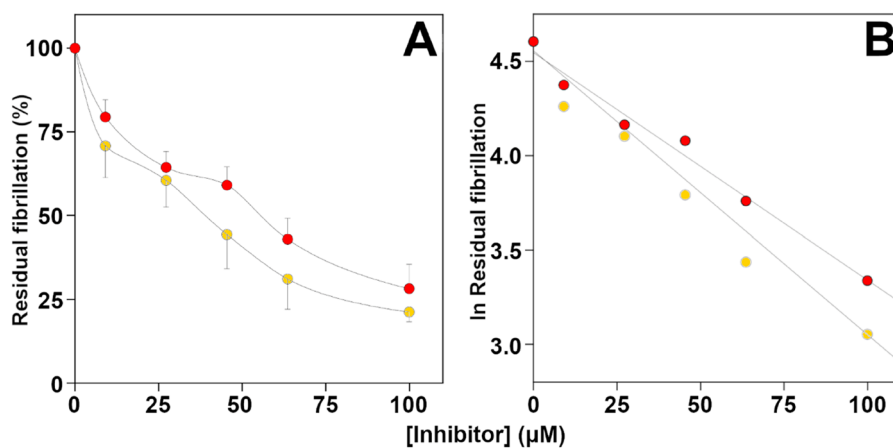 A
Residual fibrillation (%)
100
75
50
25
0
0 25 50 75 100
B
ln Residual fibrillation
4.5
4.0
3.5
3.0
0 25 50 75 100
[Inhibitor] (µM)